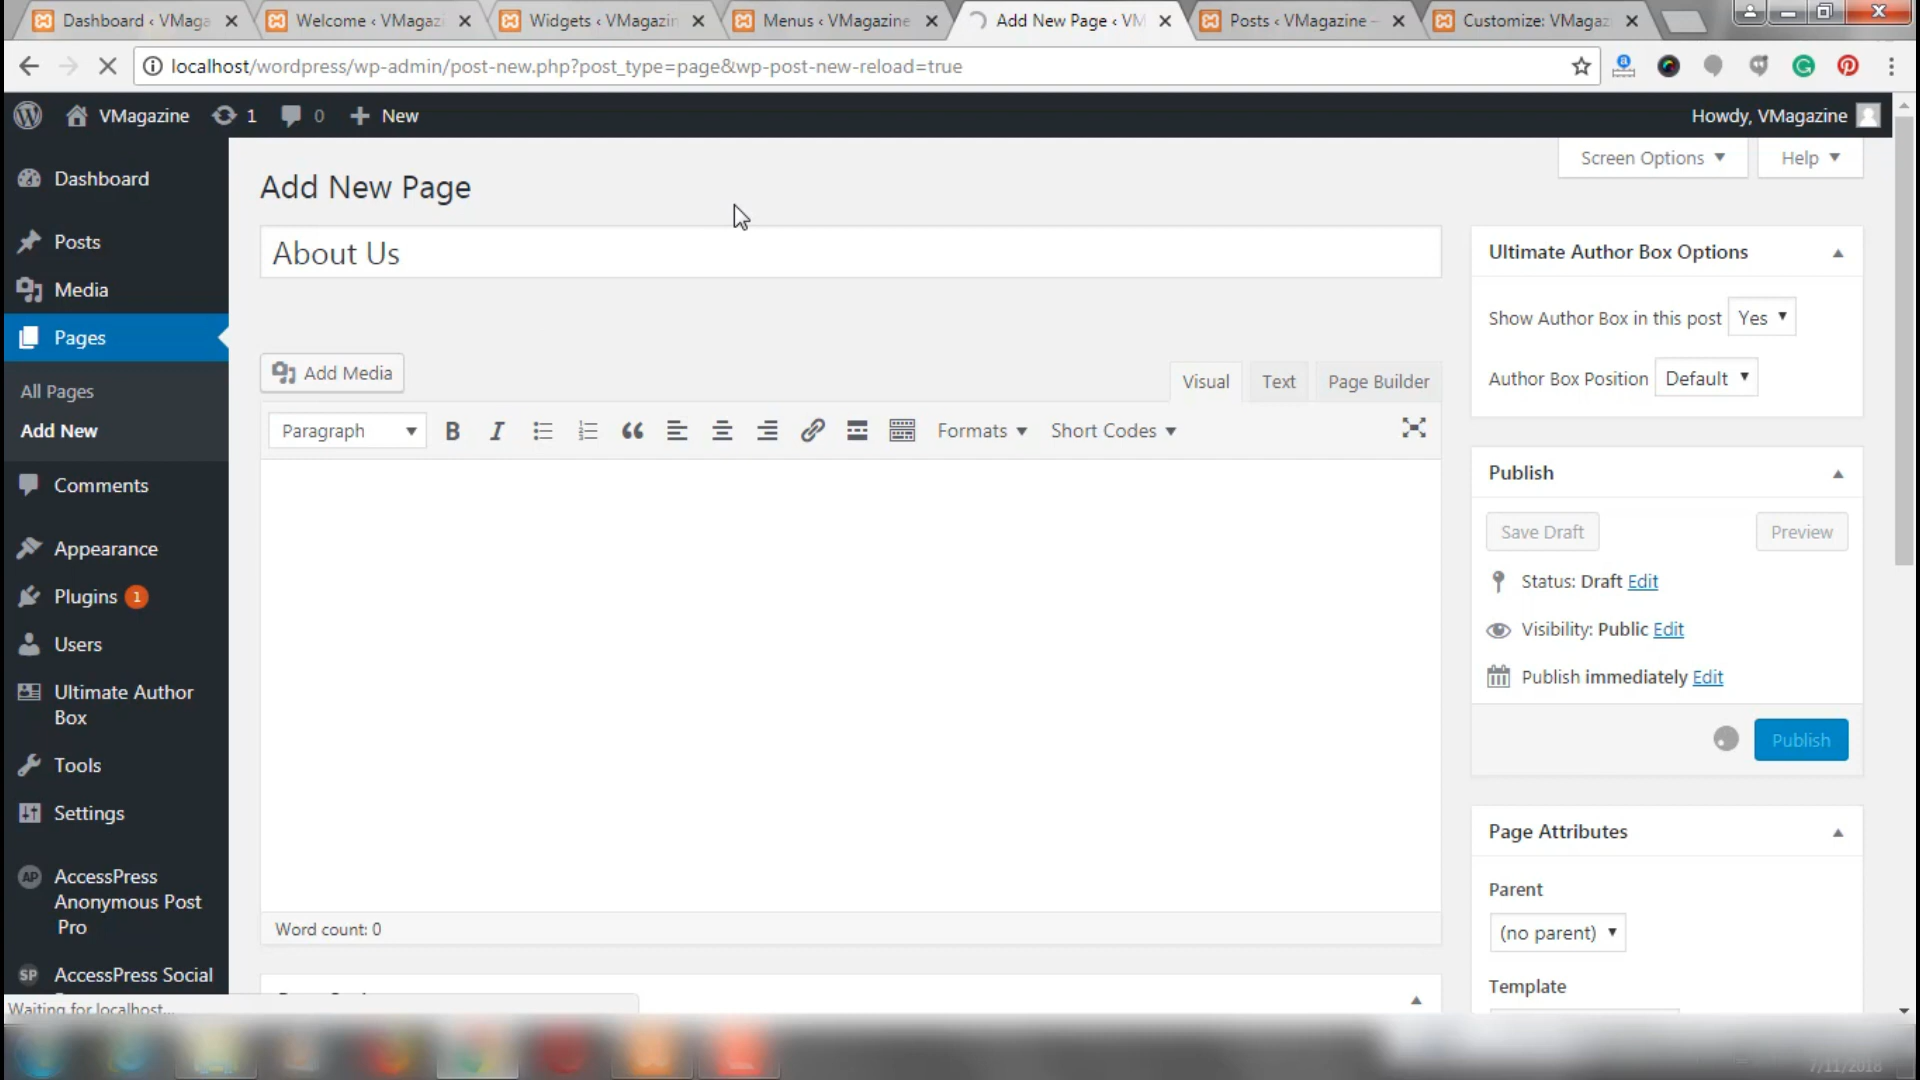 Dashboard ‹ VMaga
Welcome ‹ VMagazi
Widgets ‹ VMagazin
Menus ‹ VMagazine
Add New Page ‹ VM
Posts ‹ VMagazine –
Customize: VMagaz
localhost/wordpress/wp-admin/post-new.php?post_type=page&wp-post-new-reload=true
VMagazine
1
0
New
Howdy, VMagazine
Dashboard
Posts
Media
Pages
All Pages
Add New
Comments
Appearance
Plugins 1
Users
Ultimate Author
Box
Tools
Settings
AP
AccessPress
Anonymous Post
Pro
SP
AccessPress Social
Screen Options
Help
Add New Page
About Us
Add Media
Visual
Text
Page Builder
Paragraph
B
I
Formats
Short Codes
Word count: 0
Ultimate Author Box Options
Show Author Box in this post Yes
Author Box Position Default
Publish
Save Draft
Preview
Status: Draft Edit
Visibility: Public Edit
Publish immediately Edit
Publish
Page Attributes
Parent
(no parent)
Template
Waiting for localhost...
7/11/2018